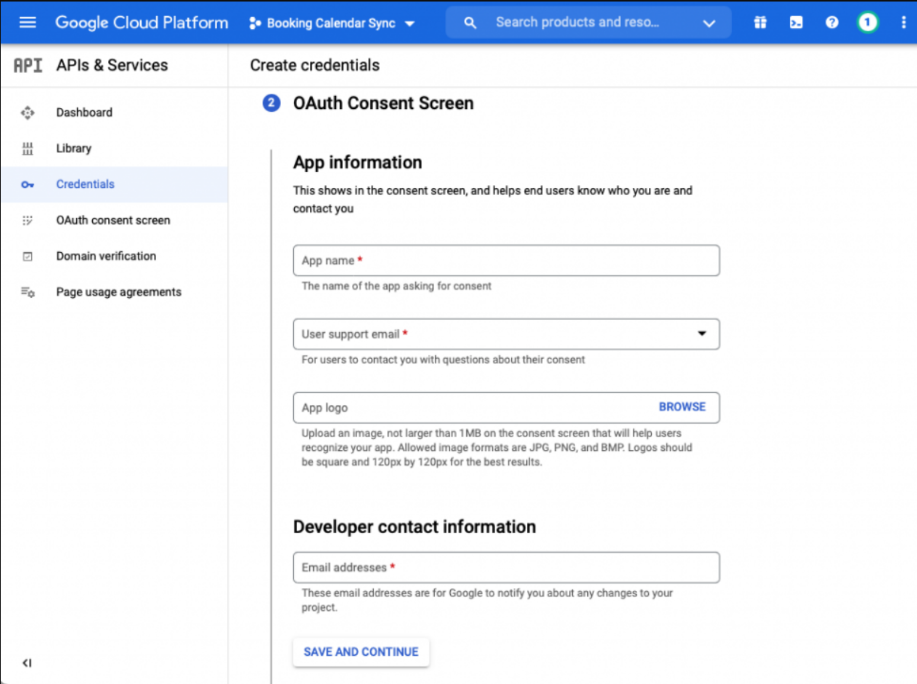 Google Cloud Platform
Booking Calendar Sync
Search products and reso...
1
API APIs & Services
Create credentials
Dashboard
Library
Credentials
OAuth consent screen
Domain verification
Page usage agreements
2 OAuth Consent Screen
App information
This shows in the consent screen, and helps end users know who you are and
contact you
App name *
The name of the app asking for consent
User support email *
For users to contact you with questions about their consent
App logo
BROWSE
Upload an image, not larger than 1MB on the consent screen that will help users
recognize your app. Allowed image formats are JPG, PNG, and BMP. Logos should
be square and 120px by 120px for the best results.
Developer contact information
Email addresses *
These email addresses are for Google to notify you about any changes to your
project.
SAVE AND CONTINUE